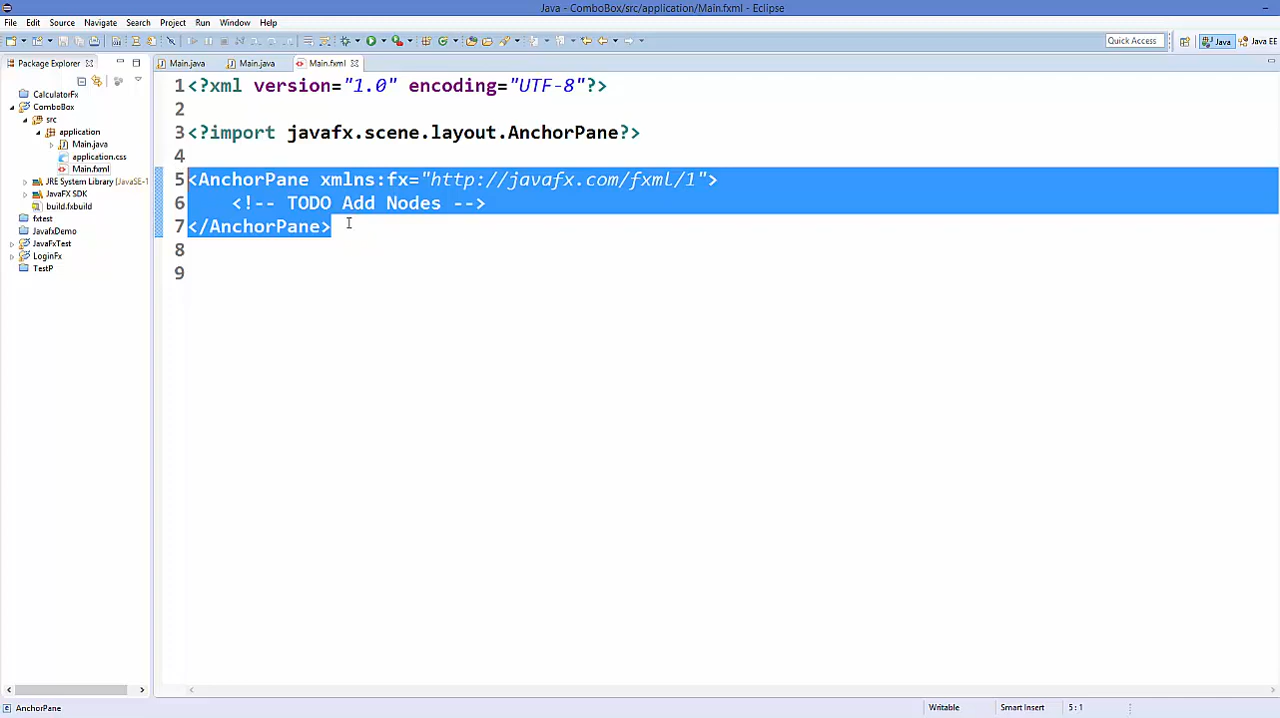 Java - ComboBox/src/application/Main.fxml - Eclipse
File Edit Source Navigate Search Project Run Window Help
Quick Access
Java
Java EE
Package Explorer
Main.java
Main.java
Main.fxml
CalculatorFx
ComboBox
src
application
Main.java
application.css
Main.fxml
JRE System Library [JavaSE-1
JavaFX SDK
build.fxbuild
fxtest
JavafxDemo
JavaFxTest
LoginFx
TestP
1 <?xml version="1.0" encoding="UTF-8"?>
2
3 <?import javafx.scene.layout.AnchorPane?>
4
5 <AnchorPane xmlns:fx="http://javafx.com/fxml/1">
6 <!-- TODO Add Nodes -->
7 </AnchorPane>
8
9
AnchorPane
Writable
Smart Insert
5 : 1